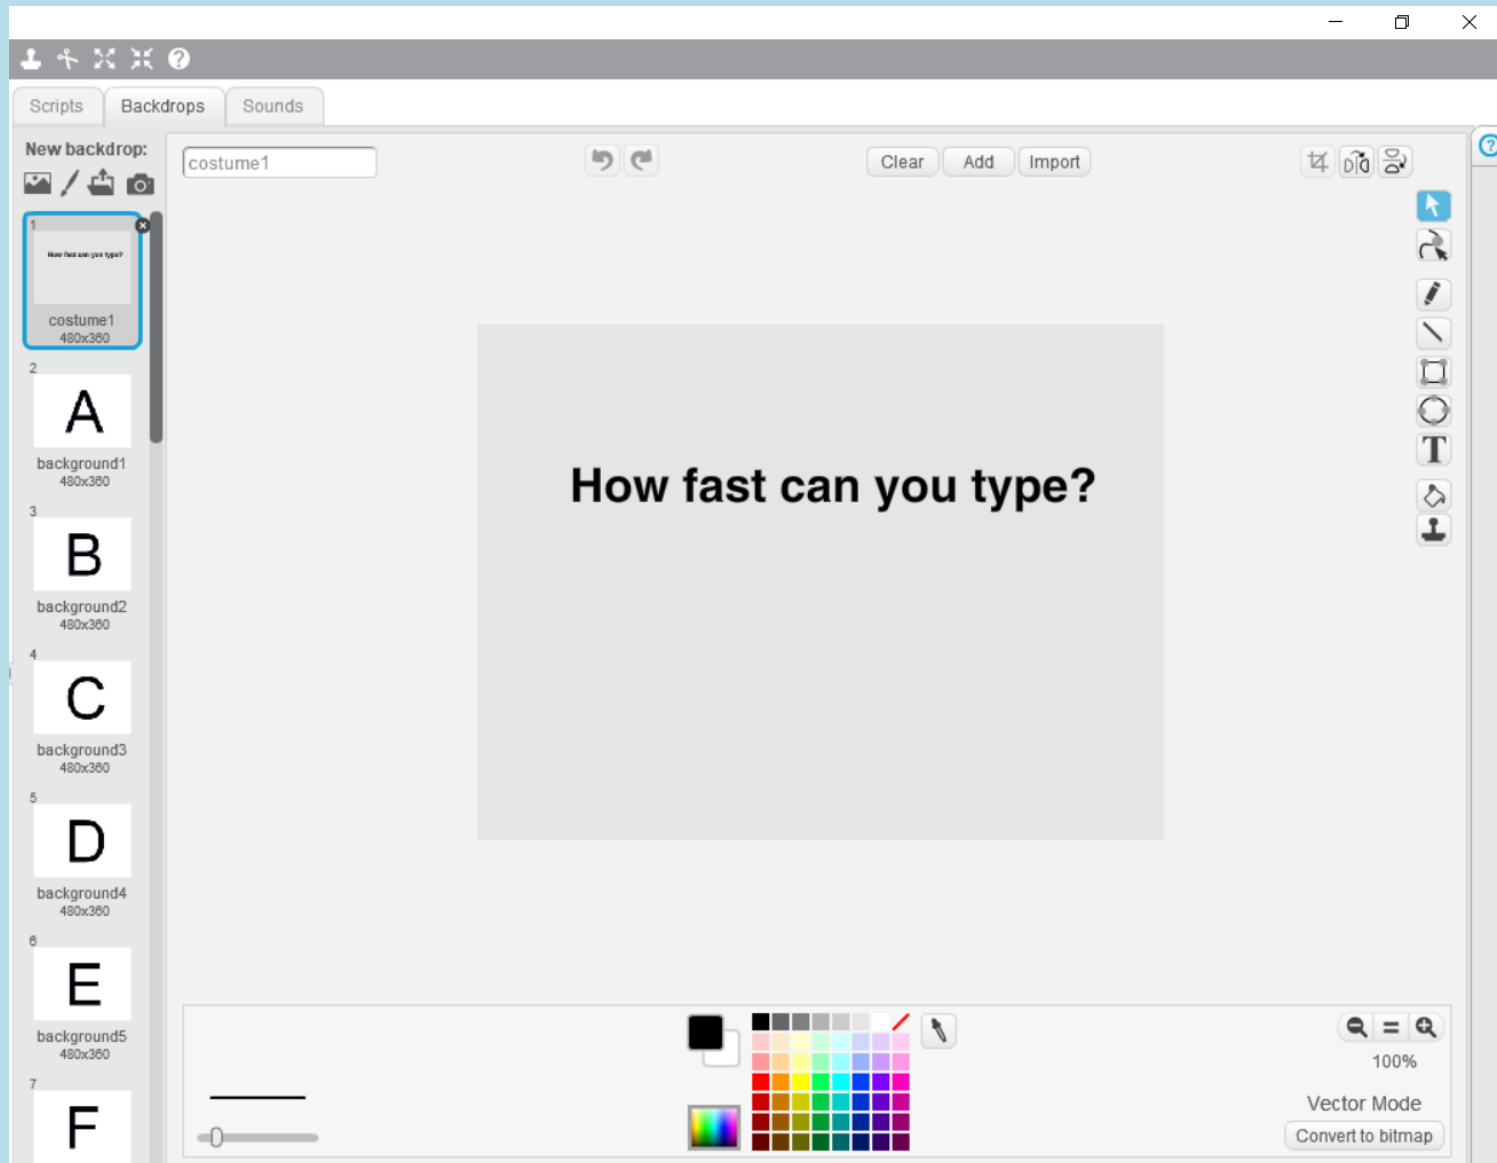 Scripts Backdrops Sounds
New backdrop:
costume1
Clear Add Import
1
How fast can you type?
costume1
480x360
2
A
background1
480x360
3
B
background2
480x360
4
C
background3
480x360
5
D
background4
480x360
6
E
background5
480x360
7
F
How fast can you type?
T
100%
Vector Mode
Convert to bitmap